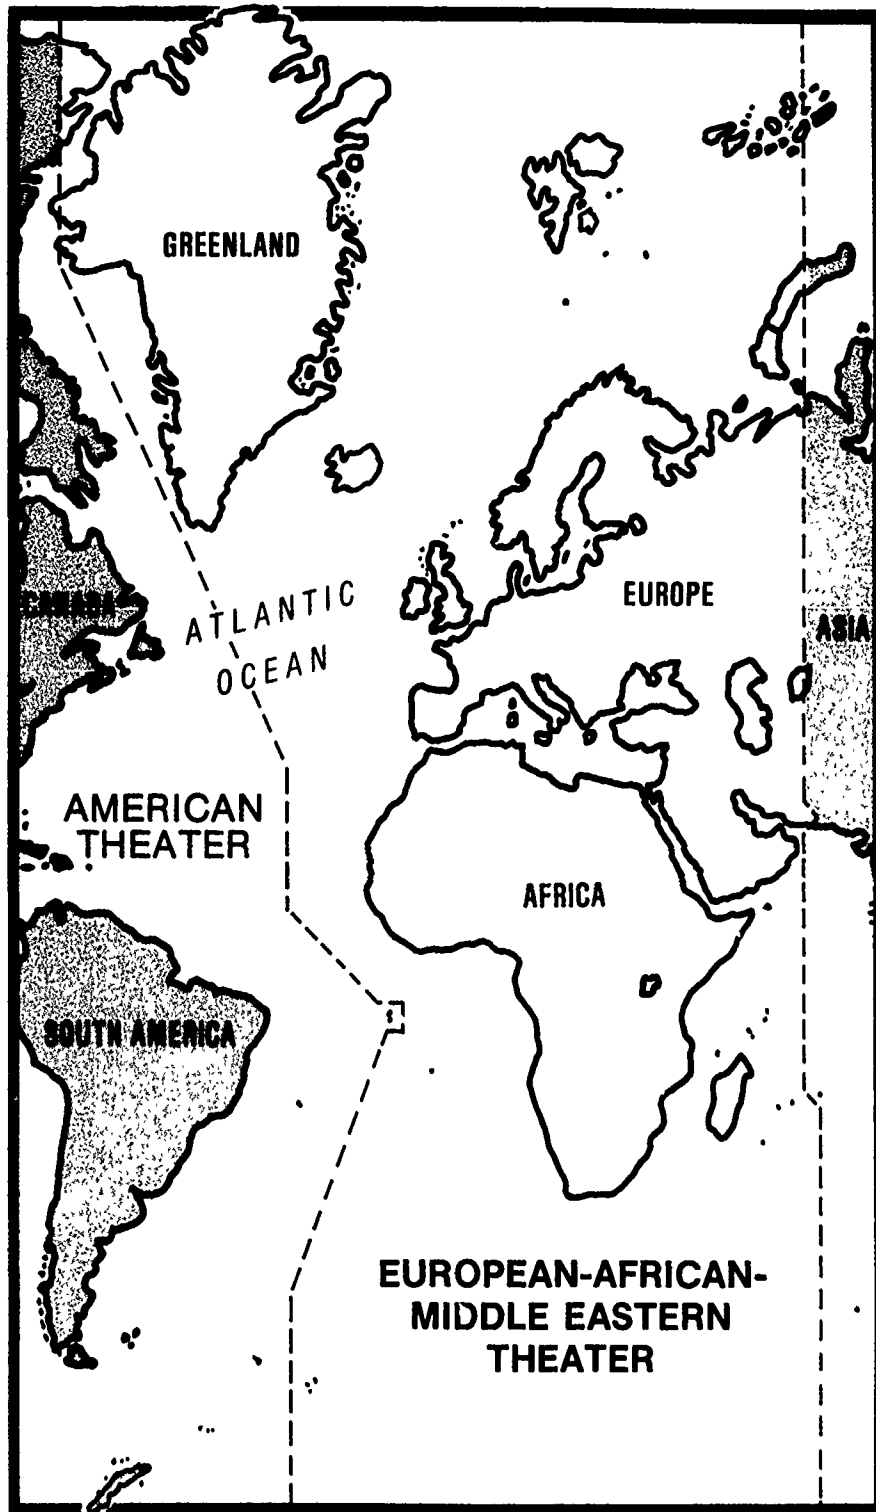 GREENLAND
CANADA
ATLANTIC
OCEAN
EUROPE
ASIA
AMERICAN
THEATER
AFRICA
SOUTH AMERICA
EUROPEAN-AFRICAN-
MIDDLE EASTERN
THEATER